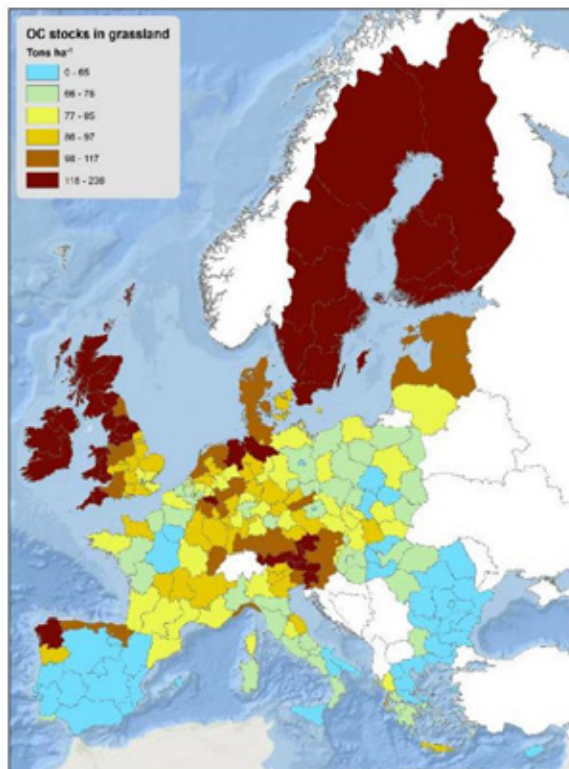 OC stocks in grassland
Tons ha⁻¹
0 - 65
66 - 76
77 - 85
86 - 97
98 - 117
118 - 238